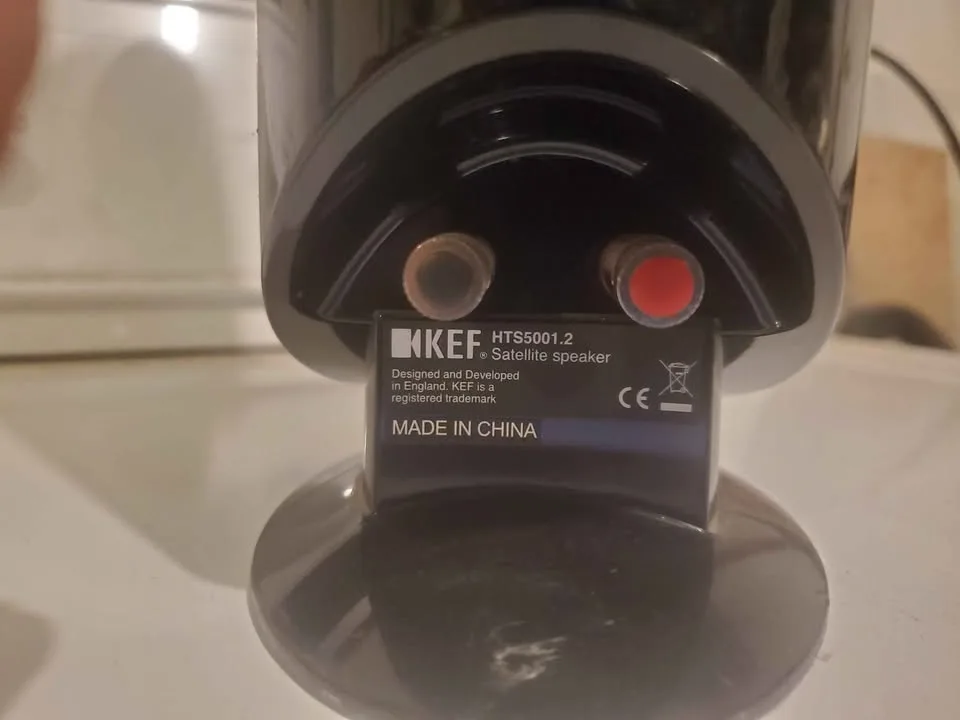 KEF® HTS5001.2
Satellite speaker
Designed and Developed
in England. KEF is a
registered trademark
CE
MADE IN CHINA